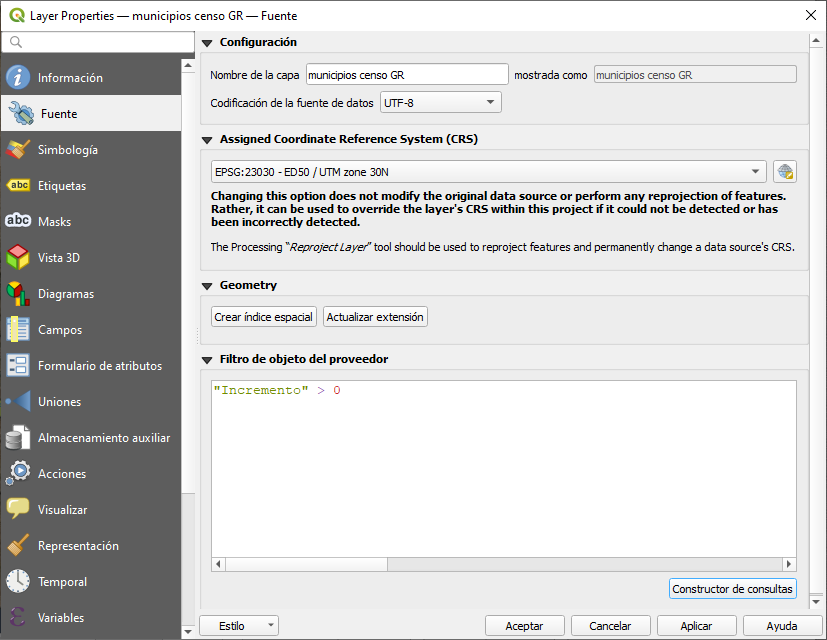 Layer Properties — municipios censo GR — Fuente
Información
Fuente
Simbología
abc Etiquetas
abc Masks
Vista 3D
Diagramas
Campos
Formulario de atributos
Uniones
Almacenamiento auxiliar
Acciones
Visualizar
Representación
Temporal
Variables
Configuración
Nombre de la capa municipios censo GR mostrada como municipios censo GR
Codificación de la fuente de datos UTF-8
Assigned Coordinate Reference System (CRS)
EPSG:23030 - ED50 / UTM zone 30N
Changing this option does not modify the original data source or perform any reprojection of features.
Rather, it can be used to override the layer's CRS within this project if it could not be detected or has
been incorrectly detected.
The Processing “Reproject Layer” tool should be used to reproject features and permanently change a data source's CRS.
Geometry
Crear índice espacial Actualizar extensión
Filtro de objeto del proveedor
"Incremento" > 0
Constructor de consultas
Estilo Aceptar Cancelar Aplicar Ayuda